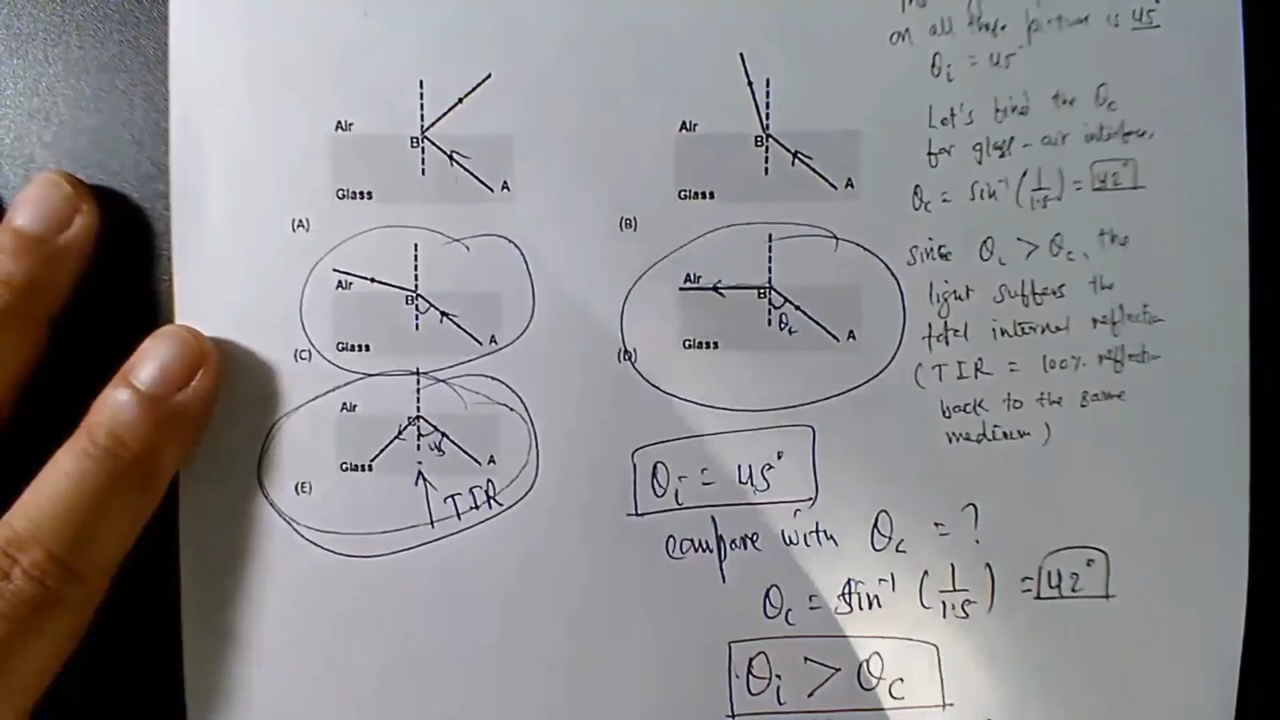 Air
B
A
Glass
(A)
Air
B
A
Glass
(B)
Air
B
A
Glass
(C)
Air
B
θc
A
Glass
(D)
Air
45
A
Glass
(E)
TIR
on all these picture is 45°
θi = 45°
Let's find the θc
for glass-air interface,
θc = sin⁻¹ (1/1.5) = 42°
since θi > θc, the
light suffers the
total internal reflection
(TIR = 100% reflection
back to the same
medium)
θi = 45°
compare with θc = ?
θc = sin⁻¹ (1/1.5) = 42°
θi > θc